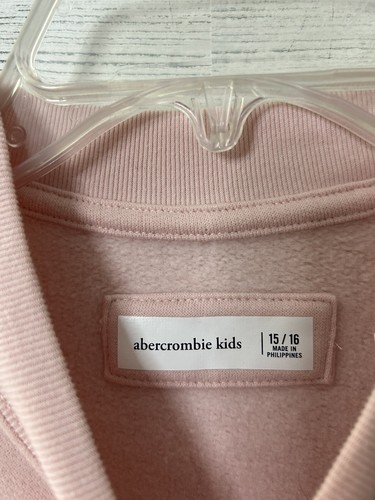 abercrombie kids
15 / 16
MADE IN
PHILIPPINES